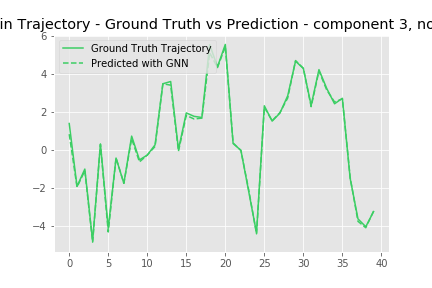 in Trajectory - Ground Truth vs Prediction - component 3, no
Ground Truth Trajectory
Predicted with GNN
6
4
2
0
−2
−4
0 5 10 15 20 25 30 35 40